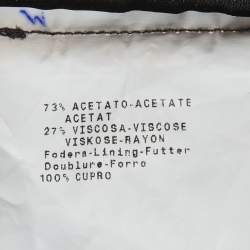 W
73% ACETATO-ACETATE
ACETAT
27% VISCOSA-VISCOSE
VISKOSE-RAYON
Fodera-Lining-Futter
Doublure-Forro
100% CUPRO